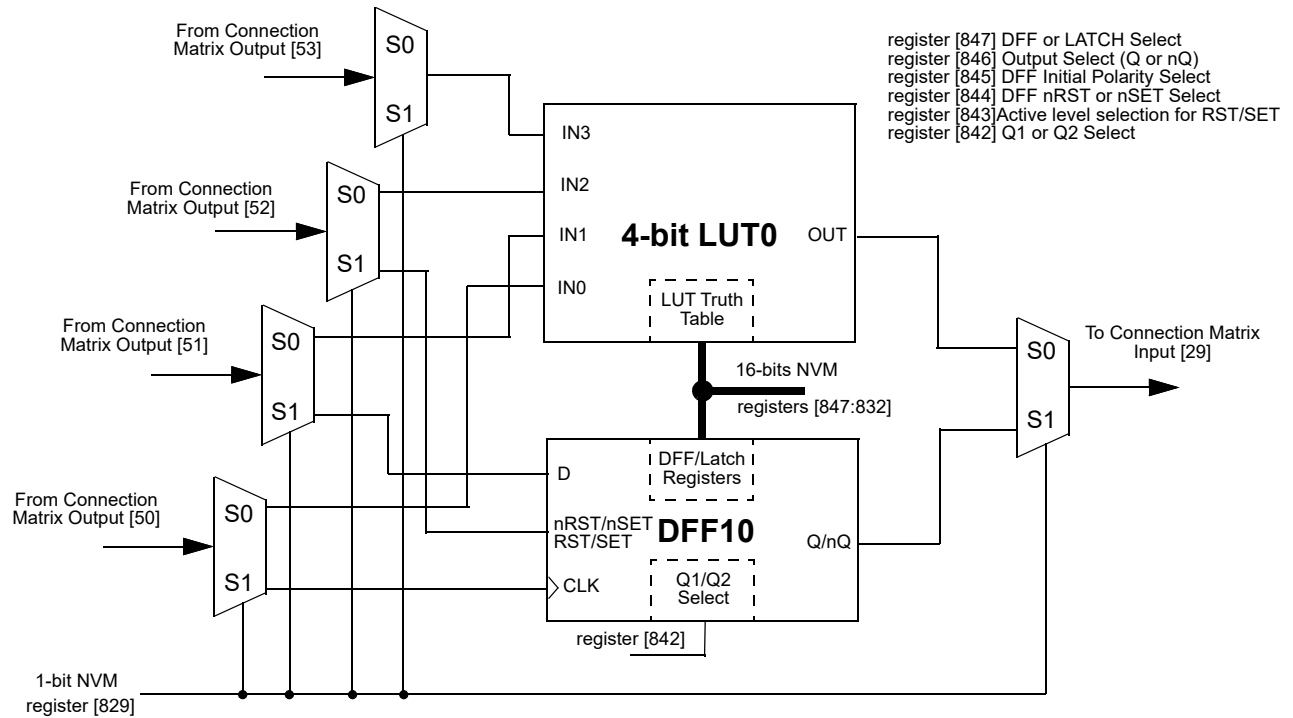 From Connection
Matrix Output [53]
S0
S1
register [847] DFF or LATCH Select
register [846] Output Select (Q or nQ)
register [845] DFF Initial Polarity Select
register [844] DFF nRST or nSET Select
register [843]Active level selection for RST/SET
register [842] Q1 or Q2 Select
From Connection
Matrix Output [52]
S0
S1
IN3
IN2
IN1
IN0
4-bit LUT0
OUT
LUT Truth
Table
From Connection
Matrix Output [51]
S0
S1
16-bits NVM
registers [847:832]
To Connection Matrix
Input [29]
S0
S1
From Connection
Matrix Output [50]
S0
S1
D
nRST/nSET
RST/SET
CLK
DFF/Latch
Registers
DFF10
Q/nQ
Q1/Q2
Select
register [842]
1-bit NVM
register [829]